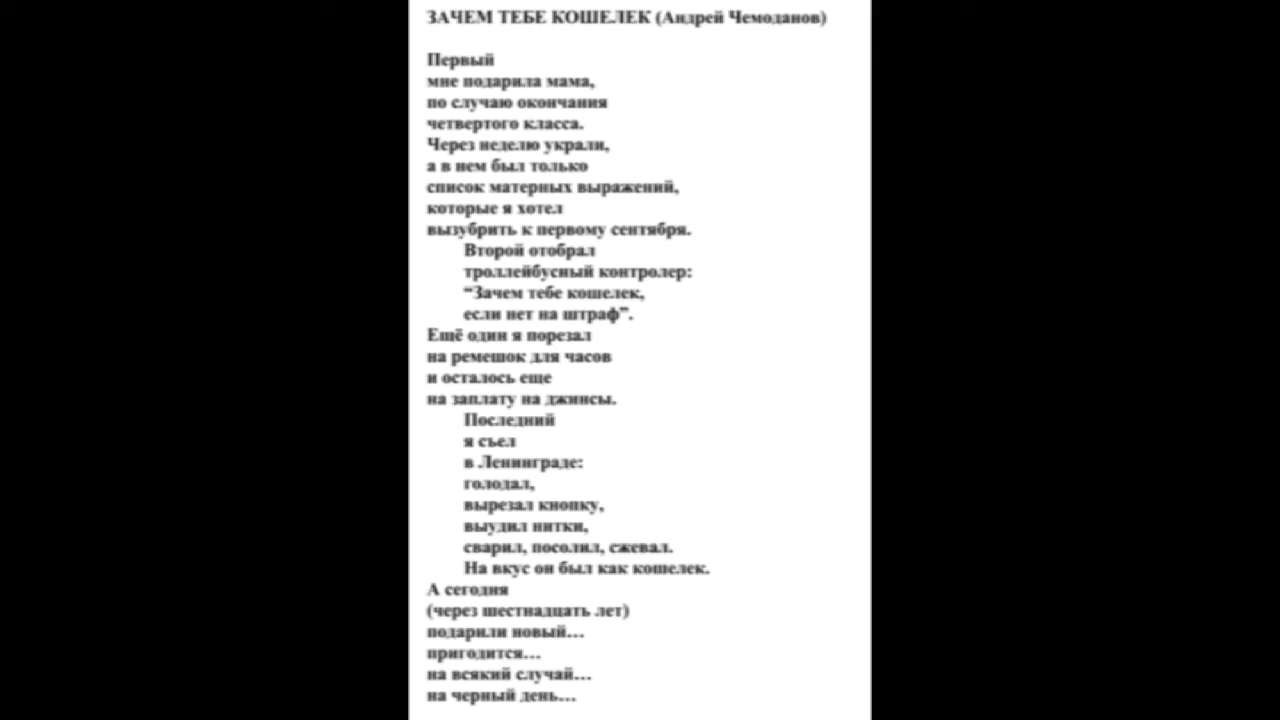 ЗАЧЕМ ТЕБЕ КОШЕЛЕК (Андрей Чемоданов)
Первый
мне подарила мама,
по случаю окончания
четвертого класса.
Через неделю украли,
а в нем был только
список матерных выражений,
которые я хотел
вызубрить к первому сентября.
Второй отобрал
троллейбусный контролер:
“Зачем тебе кошелек,
если нет на штраф”.
Ещё один я порезал
на ремешок для часов
и осталось еще
на заплату на джинсы.
Последний
я съел
в Ленинграде:
голодал,
вырезал кнопку,
выудил нитки,
сварил, посолил, сжевал.
На вкус он был как кошелек.
А сегодня
(через шестнадцать лет)
подарили новый…
пригодится…
на всякий случай…
на черный день…